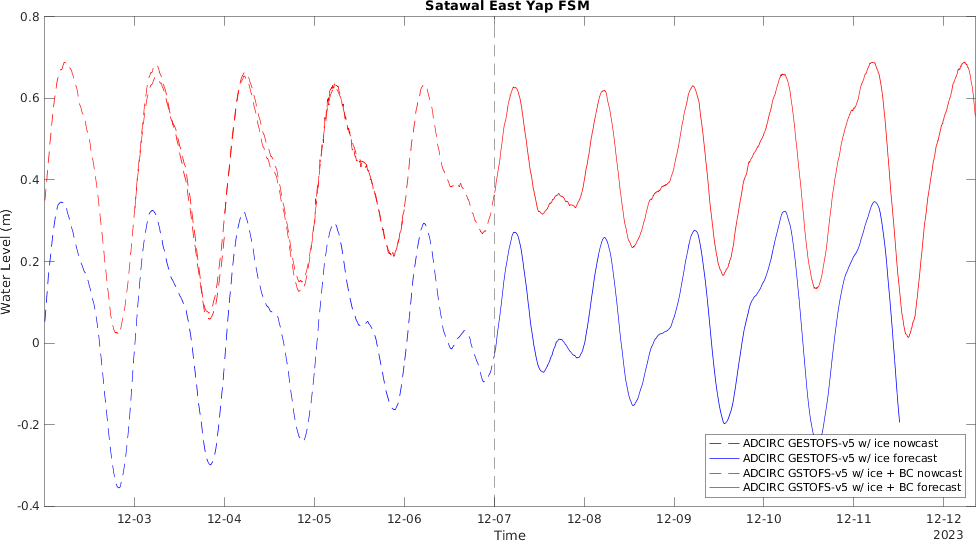 Satawal East Yap FSM
0.8
0.6
0.4
0.2
0
-0.2
-0.4
Water Level (m)
12-03
12-04
12-05
12-06
12-07
12-08
12-09
12-10
12-11
12-12
Time
2023
ADCIRC GESTOFS-v5 w/ ice nowcast
ADCIRC GESTOFS-v5 w/ ice forecast
ADCIRC GSTOFS-v5 w/ ice + BC nowcast
ADCIRC GSTOFS-v5 w/ ice + BC forecast